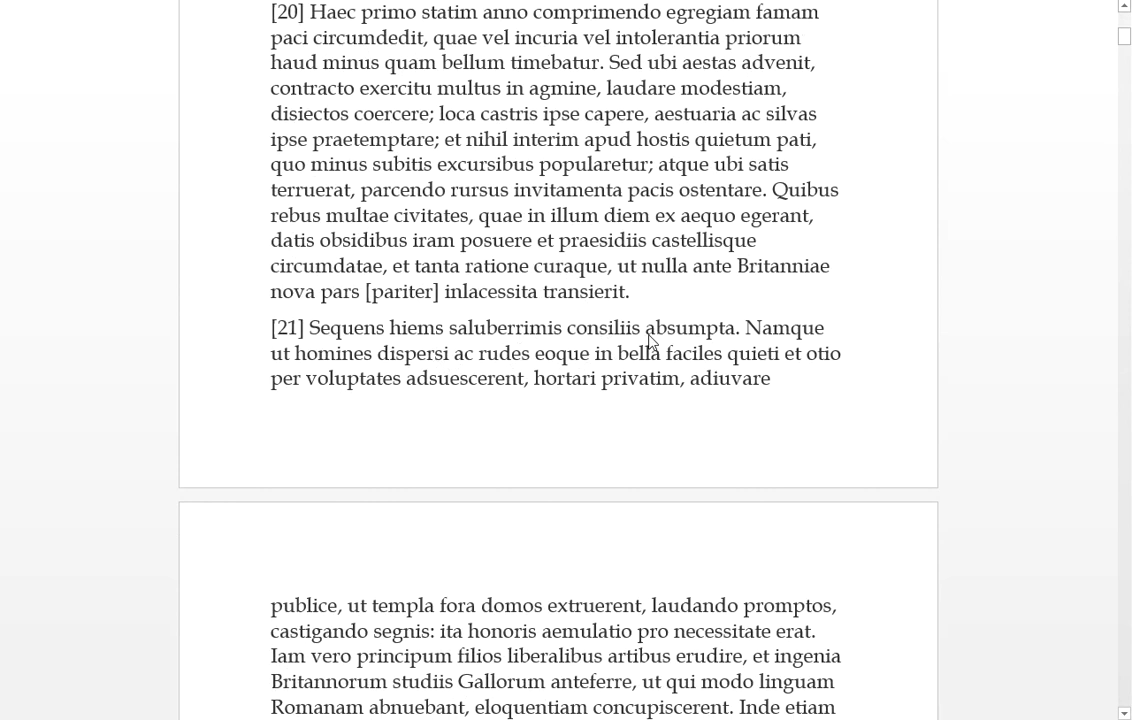 [20] Haec primo statim anno comprimendo egregiam famam
paci circumdedit, quae vel incuria vel intolerantia priorum
haud minus quam bellum timebatur. Sed ubi aestas advenit,
contracto exercitu multus in agmine, laudare modestiam,
disiectos coercere; loca castris ipse capere, aestuaria ac silvas
ipse praetemptare; et nihil interim apud hostis quietum pati,
quo minus subitis excursibus popularetur; atque ubi satis
terruerat, parcendo rursus invitamenta pacis ostentare. Quibus
rebus multae civitates, quae in illum diem ex aequo egerant,
datis obsidibus iram posuere et praesidiis castellisque
circumdatae, et tanta ratione curaque, ut nulla ante Britanniae
nova pars [pariter] inlacessita transierit.
[21] Sequens hiems saluberrimis consiliis absumpta. Namque
ut homines dispersi ac rudes eoque in bella faciles quieti et otio
per voluptates adsuescerent, hortari privatim, adiuvare
publice, ut templa fora domos extruerent, laudando promptos,
castigando segnis: ita honoris aemulatio pro necessitate erat.
Iam vero principum filios liberalibus artibus erudire, et ingenia
Britannorum studiis Gallorum anteferre, ut qui modo linguam
Romanam abnuebant, eloquentiam concupiscerent. Inde etiam